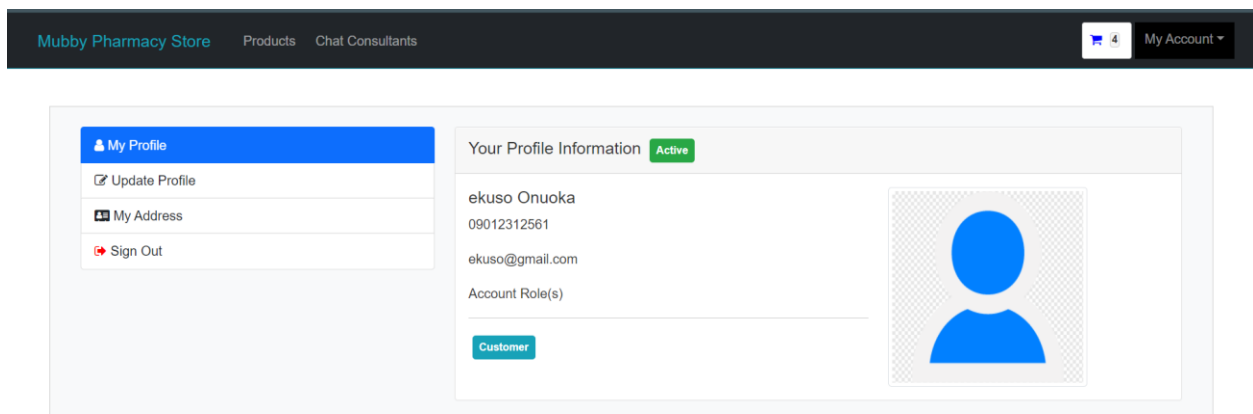 Mubby Pharmacy Store Products Chat Consultants 4 My Account
My Profile
Update Profile
My Address
Sign Out
Your Profile Information Active
ekuso Onuoka
09012312561
ekuso@gmail.com
Account Role(s)
Customer